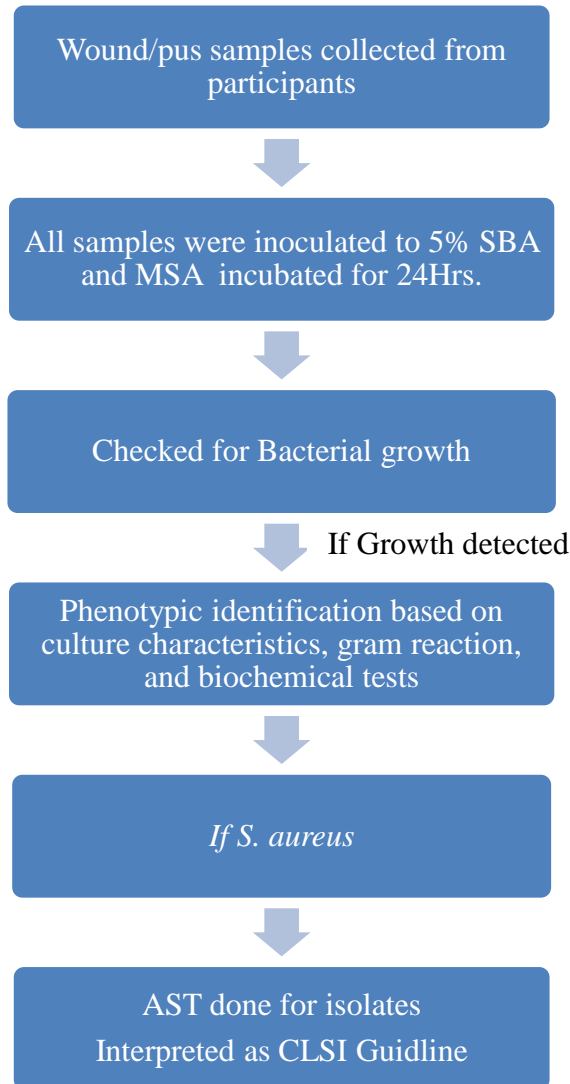 Wound/pus samples collected from
participants
All samples were inoculated to 5% SBA
and MSA incubated for 24Hrs.
Checked for Bacterial growth
If Growth detected
Phenotypic identification based on
culture characteristics, gram reaction,
and biochemical tests
If S. aureus
AST done for isolates
Interpreted as CLSI Guidline